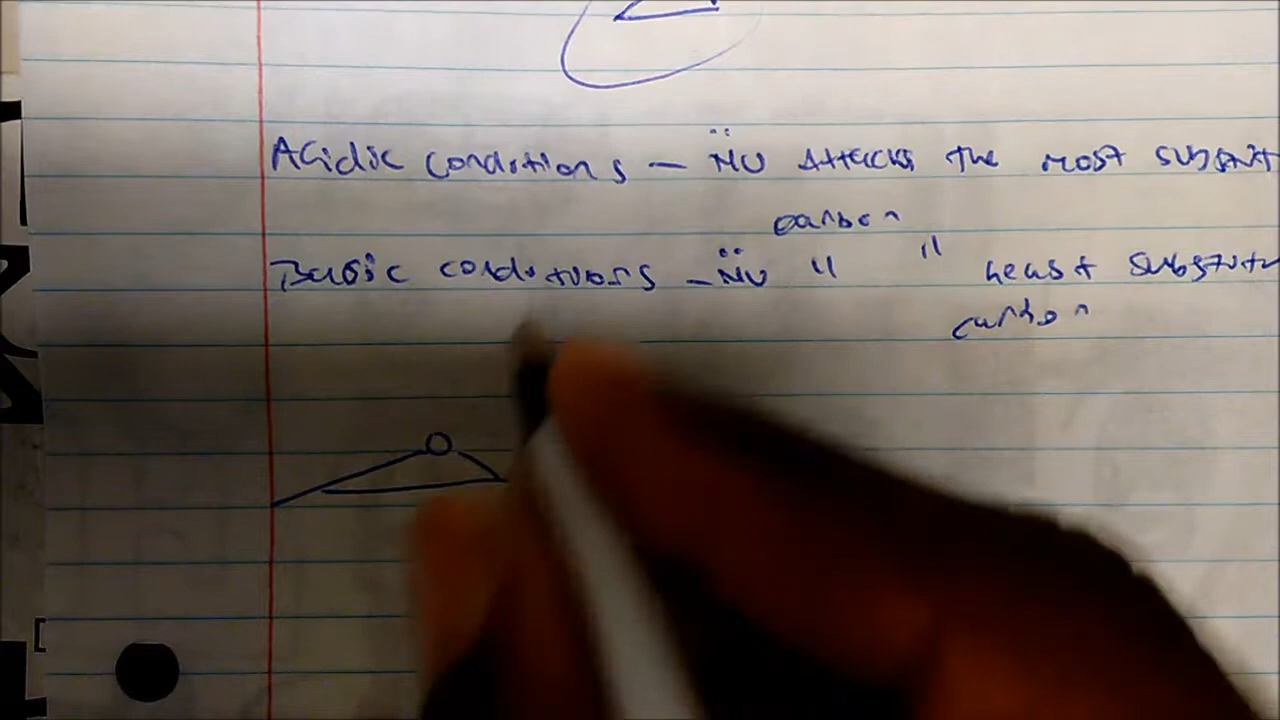 Acidic conditions - Nu Attacks the most substit
carbon
Basic conditions - Nu " " least substitu
carbon
O